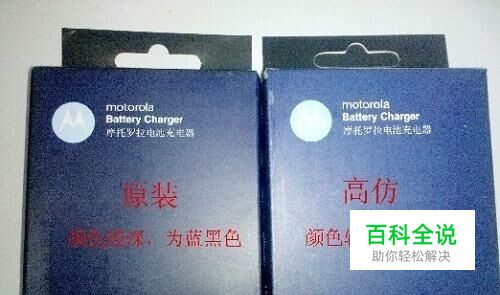 motorola
Battery Charger
摩托罗拉电池充电器
原装
颜色较深，为蓝黑色
motorola
Battery Charger
摩托罗拉电池充电器
高仿
颜色较
百科全说
助你轻松解决